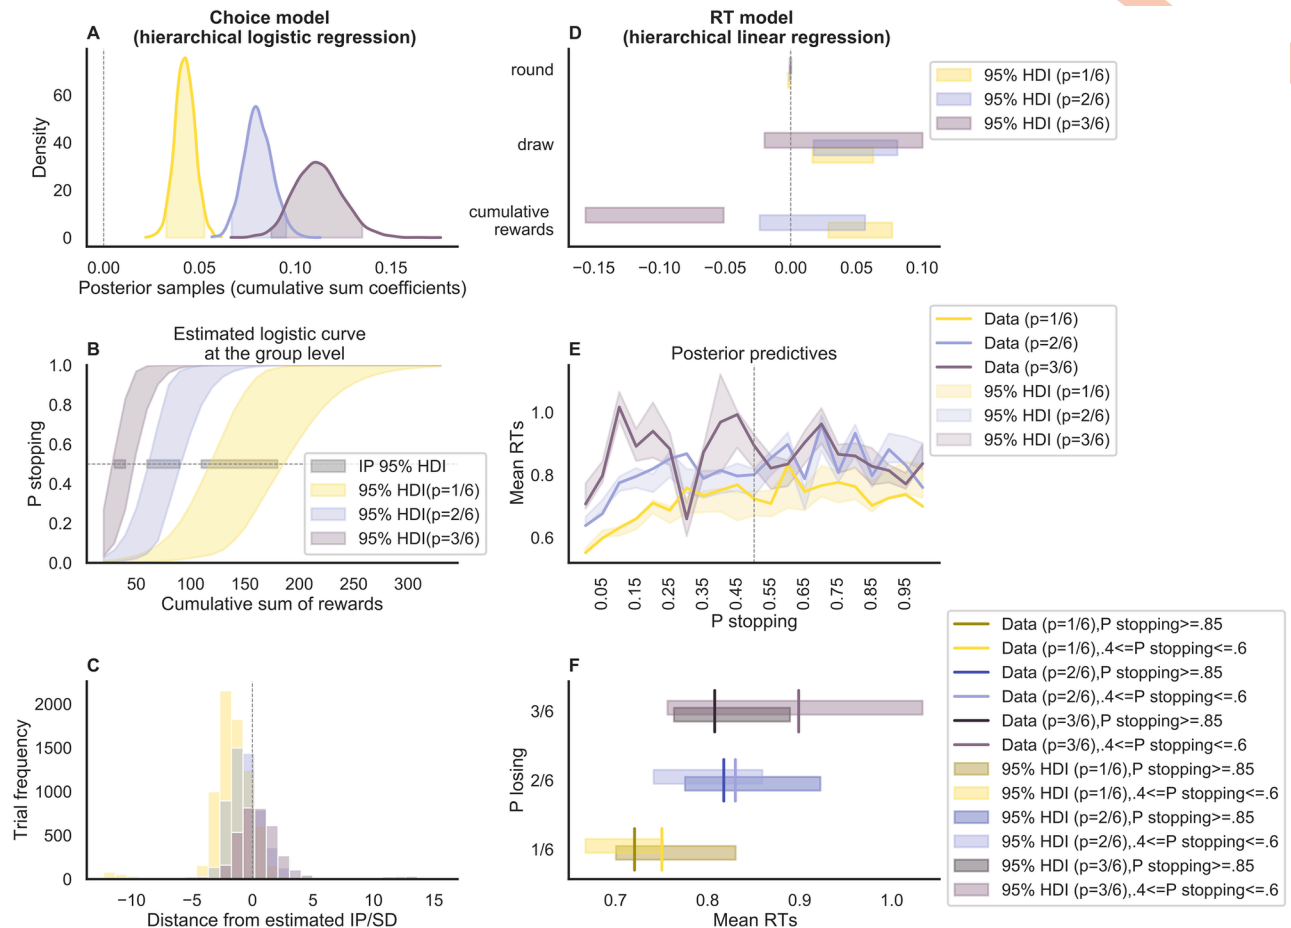 A
Choice model
(hierarchical logistic regression)
Density
60
40
20
0
0.00 0.05 0.10 0.15
Posterior samples (cumulative sum coefficients)
D
RT model
(hierarchical linear regression)
round
draw
cumulative
rewards
−0.15 −0.10 −0.05 0.00 0.05 0.10
95% HDI (p=1/6)
95% HDI (p=2/6)
95% HDI (p=3/6)
B
Estimated logistic curve
at the group level
P stopping
1.0
0.8
0.6
0.4
0.2
0.0
50 100 150 200 250 300
Cumulative sum of rewards
IP 95% HDI
95% HDI(p=1/6)
95% HDI(p=2/6)
95% HDI(p=3/6)
E
Posterior predictives
Mean RTs
1.0
0.8
0.6
0.05 0.15 0.25 0.35 0.45 0.55 0.65 0.75 0.85 0.95
P stopping
Data (p=1/6)
Data (p=2/6)
Data (p=3/6)
95% HDI (p=1/6)
95% HDI (p=2/6)
95% HDI (p=3/6)
C
Trial frequency
2000
1500
1000
500
0
−10 −5 0 5 10 15
Distance from estimated IP/SD
F
P losing
3/6
2/6
1/6
0.7 0.8 0.9 1.0
Mean RTs
Data (p=1/6),P stopping>=.85
Data (p=1/6),.4<=P stopping<=.6
Data (p=2/6),P stopping>=.85
Data (p=2/6),.4<=P stopping<=.6
Data (p=3/6),P stopping>=.85
Data (p=3/6),.4<=P stopping<=.6
95% HDI (p=1/6),P stopping>=.85
95% HDI (p=1/6),.4<=P stopping<=.6
95% HDI (p=2/6),P stopping>=.85
95% HDI (p=2/6),.4<=P stopping<=.6
95% HDI (p=3/6),P stopping>=.85
95% HDI (p=3/6),.4<=P stopping<=.6